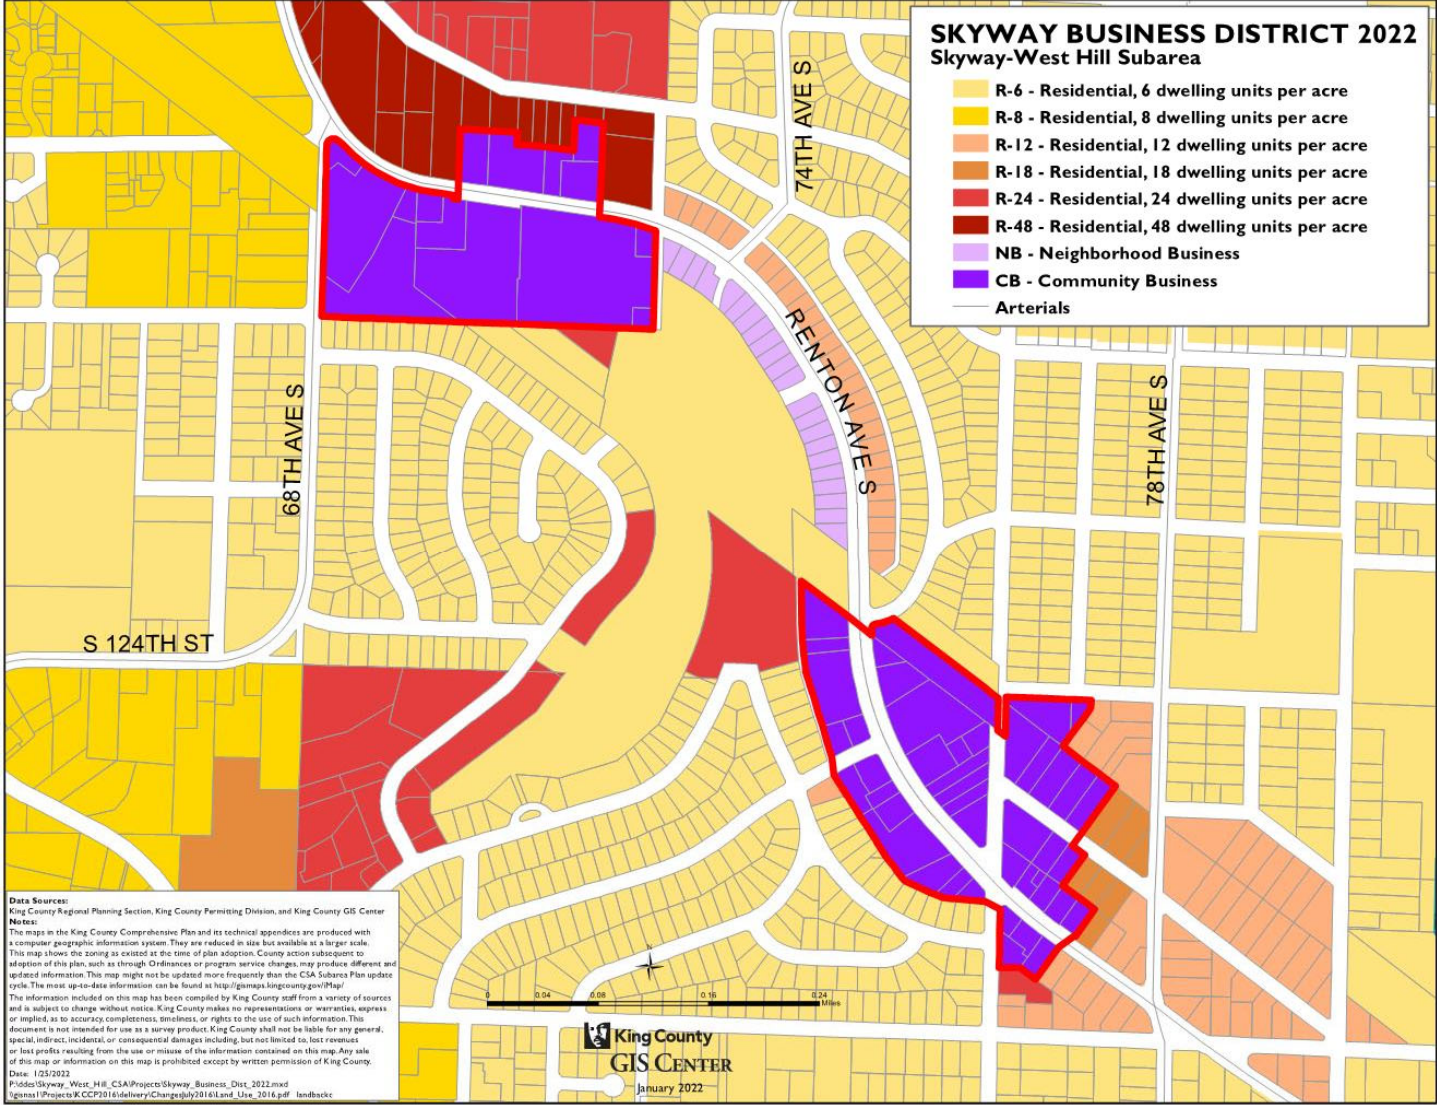 SKYWAY BUSINESS DISTRICT 2022
Skyway-West Hill Subarea
R-6 - Residential, 6 dwelling units per acre
R-8 - Residential, 8 dwelling units per acre
R-12 - Residential, 12 dwelling units per acre
R-18 - Residential, 18 dwelling units per acre
R-24 - Residential, 24 dwelling units per acre
R-48 - Residential, 48 dwelling units per acre
NB - Neighborhood Business
CB - Community Business
Arterials
74TH AVE S
RENTON AVE S
68TH AVE S
78TH AVE S
S 124TH ST
Data Sources:
King County Regional Planning Section, King County Permitting Division, and King County GIS Center
Notes:
The maps in the King County Comprehensive Plan and its technical appendices are produced with
a computer geographic information system. They are reduced in size but available at a larger scale.
This map shows the zoning as existed at the time of plan adoption. County action subsequent to
adoption of this plan, such as through Ordinances or program service changes, may produce different and
updated information. This map might not be updated more frequently than the CSA Subarea Plan update
cycle. The most up-to-date information can be found at http://gismaps.kingcounty.gov/iMap/
The information included on this map has been compiled by King County staff from a variety of sources
and is subject to change without notice. King County makes no representations or warranties, express
or implied, as to accuracy, completeness, timeliness, or rights to the use of such information. This
document is not intended for use as a survey product. King County shall not be liable for any general,
special, indirect, incidental, or consequential damages including, but not limited to, lost revenues
or lost profits resulting from the use or misuse of the information contained on this map. Any sale
of this map or information on this map is prohibited except by written permission of King County.
Date: 1/25/2022
P:\ddes\Skyway_West_Hill_CSA\Projects\Skyway_Business_Dist_2022.mxd
\\gisnas1\Projects\KCCP2016\delivery\ChangesJuly2016\Land_Use_2016.pdf landbackc
N
0 0.04 0.08 0.16 0.24
Miles
King County
GIS CENTER
January 2022